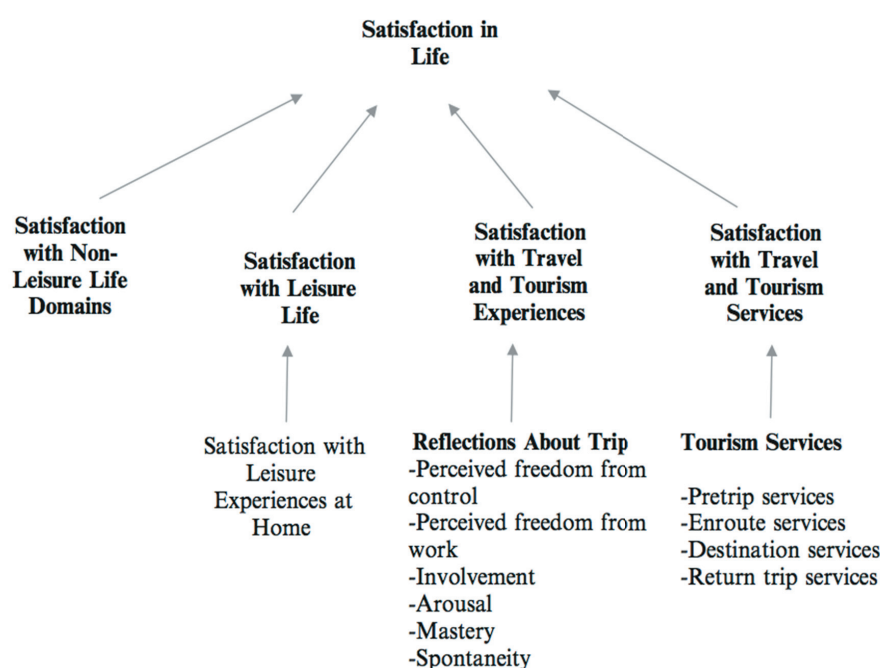 Satisfaction in
Life
Satisfaction
with Non-
Leisure Life
Domains
Satisfaction
with Leisure
Life
Satisfaction
with Travel
and Tourism
Experiences
Satisfaction
with Travel
and Tourism
Services
Satisfaction with
Leisure
Experiences at
Home
Reflections About Trip
-Perceived freedom from
control
-Perceived freedom from
work
-Involvement
-Arousal
-Mastery
-Spontaneity
Tourism Services
-Pretrip services
-Enroute services
-Destination services
-Return trip services